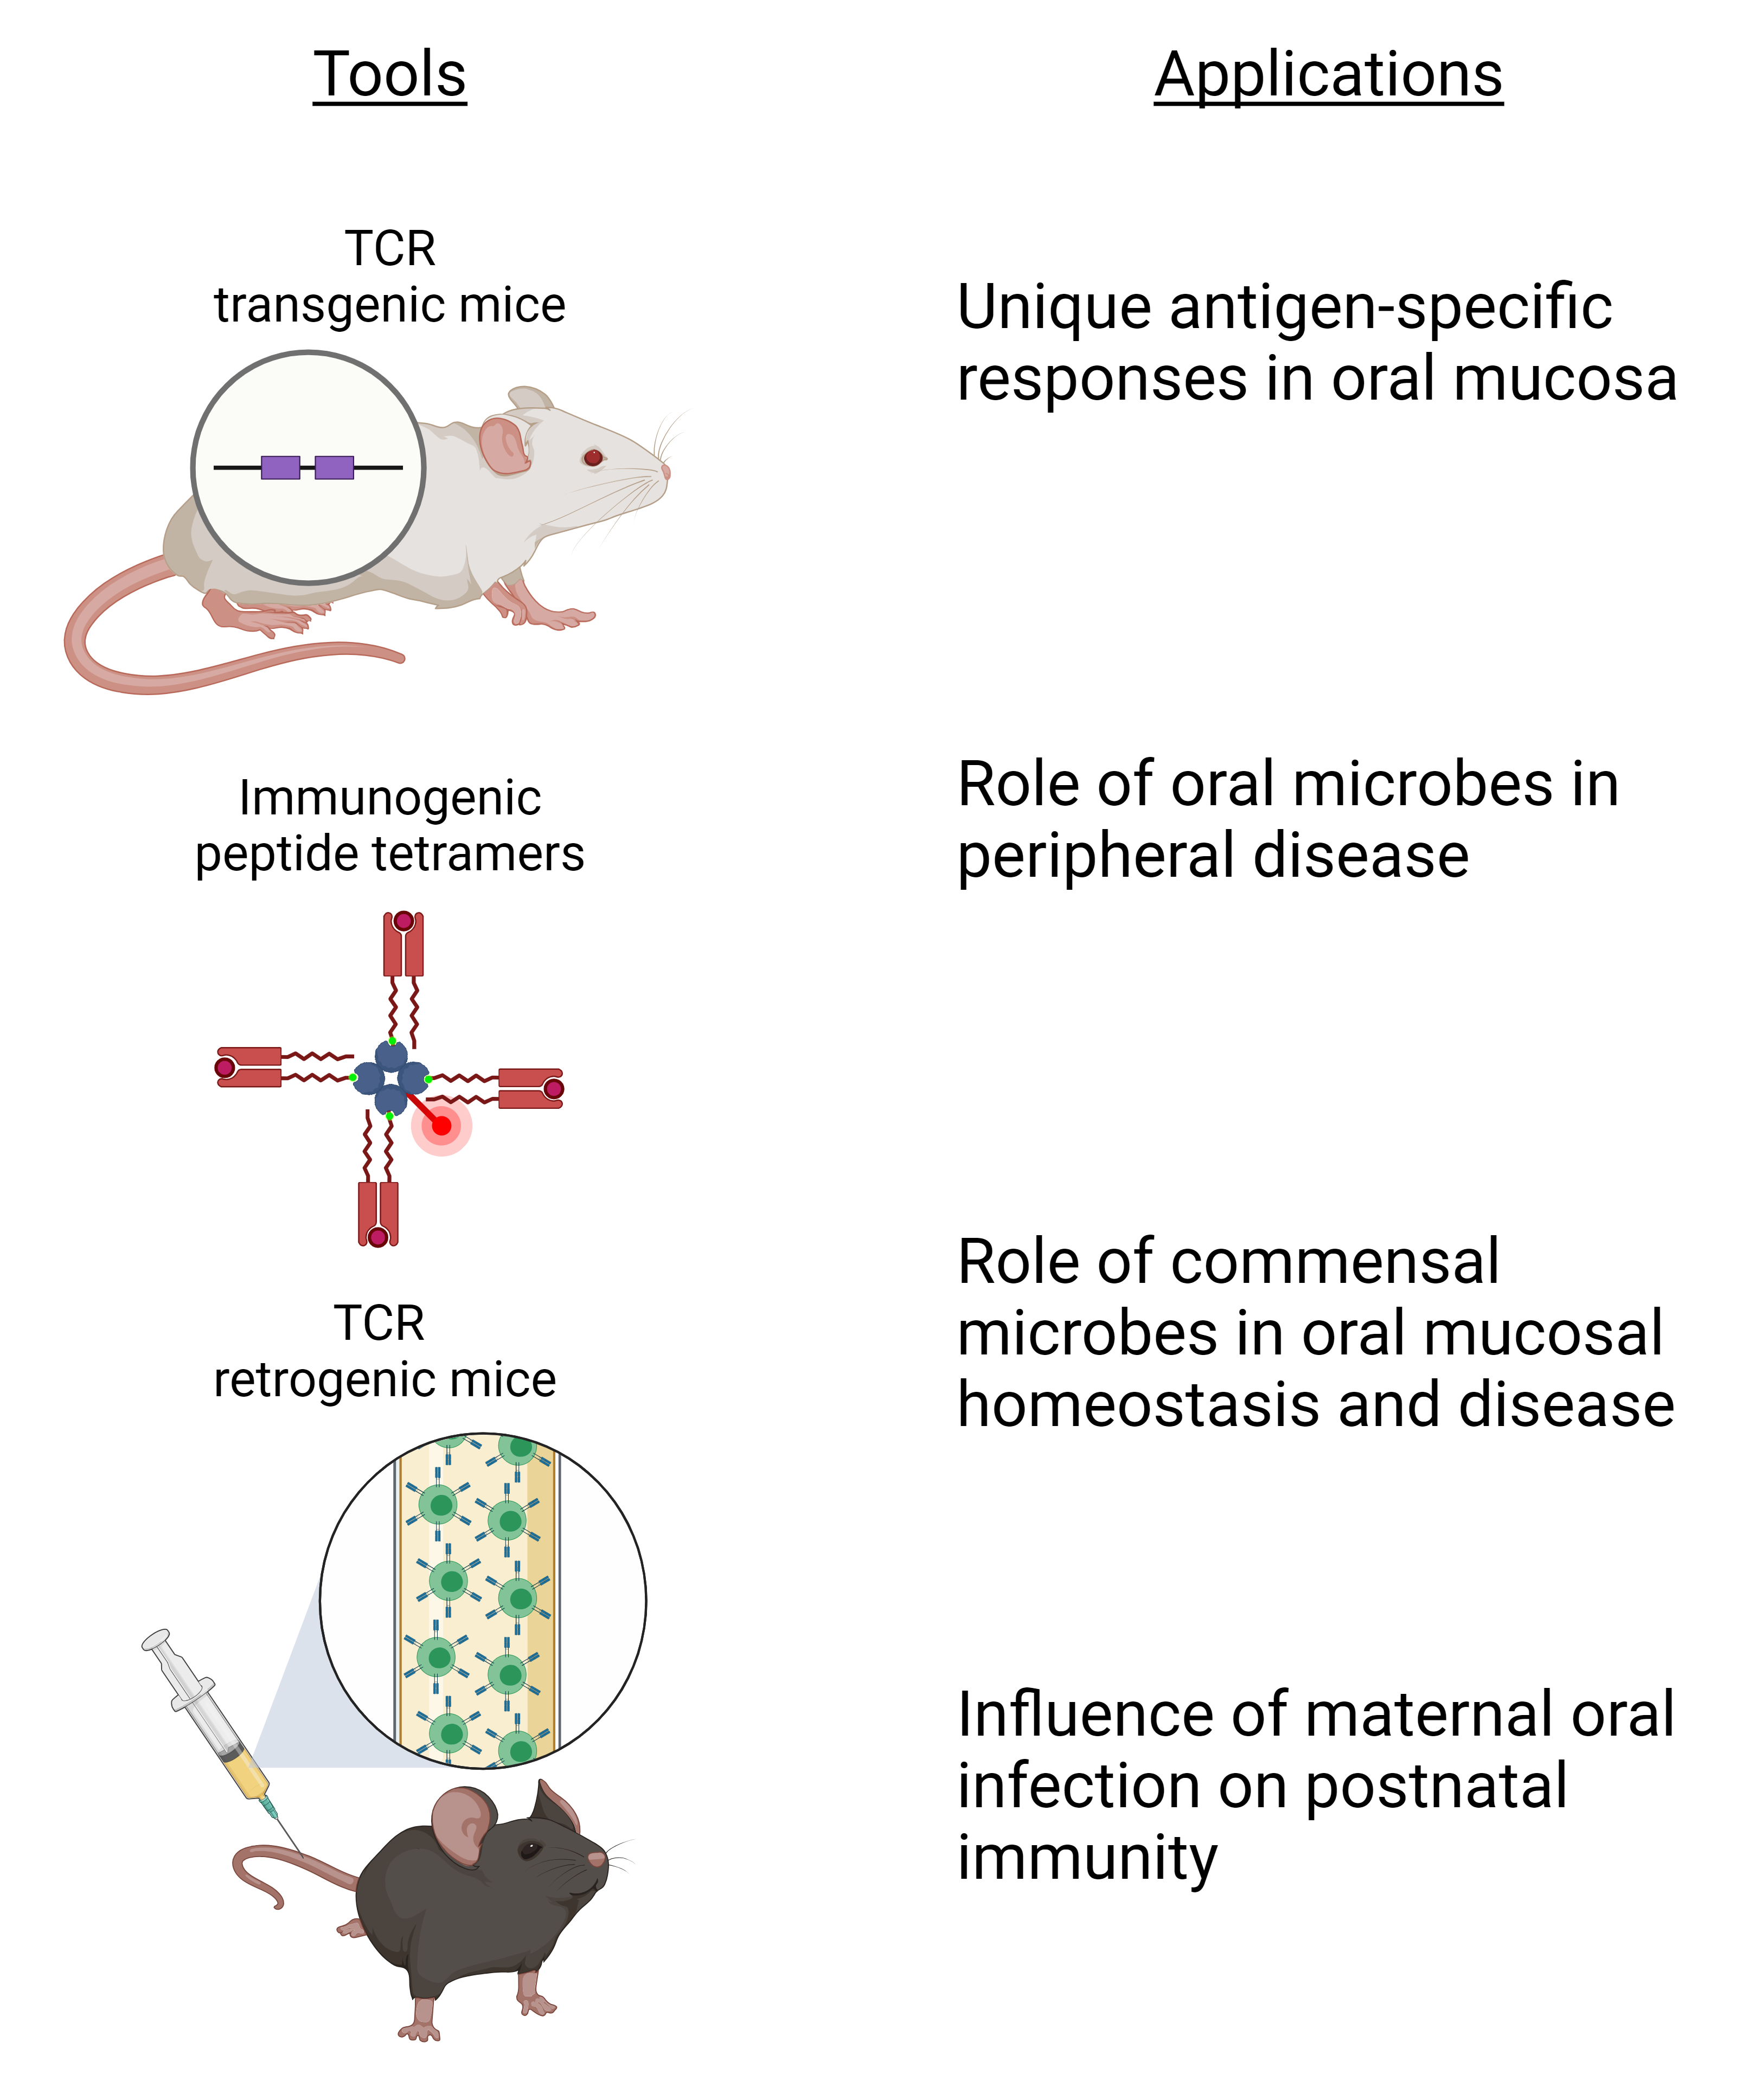 Tools
TCR
transgenic mice
Immunogenic
peptide tetramers
TCR
retrogenic mice
Applications
Unique antigen-specific
responses in oral mucosa
Role of oral microbes in
peripheral disease
Role of commensal
microbes in oral mucosal
homeostasis and disease
Influence of maternal oral
infection on postnatal
immunity